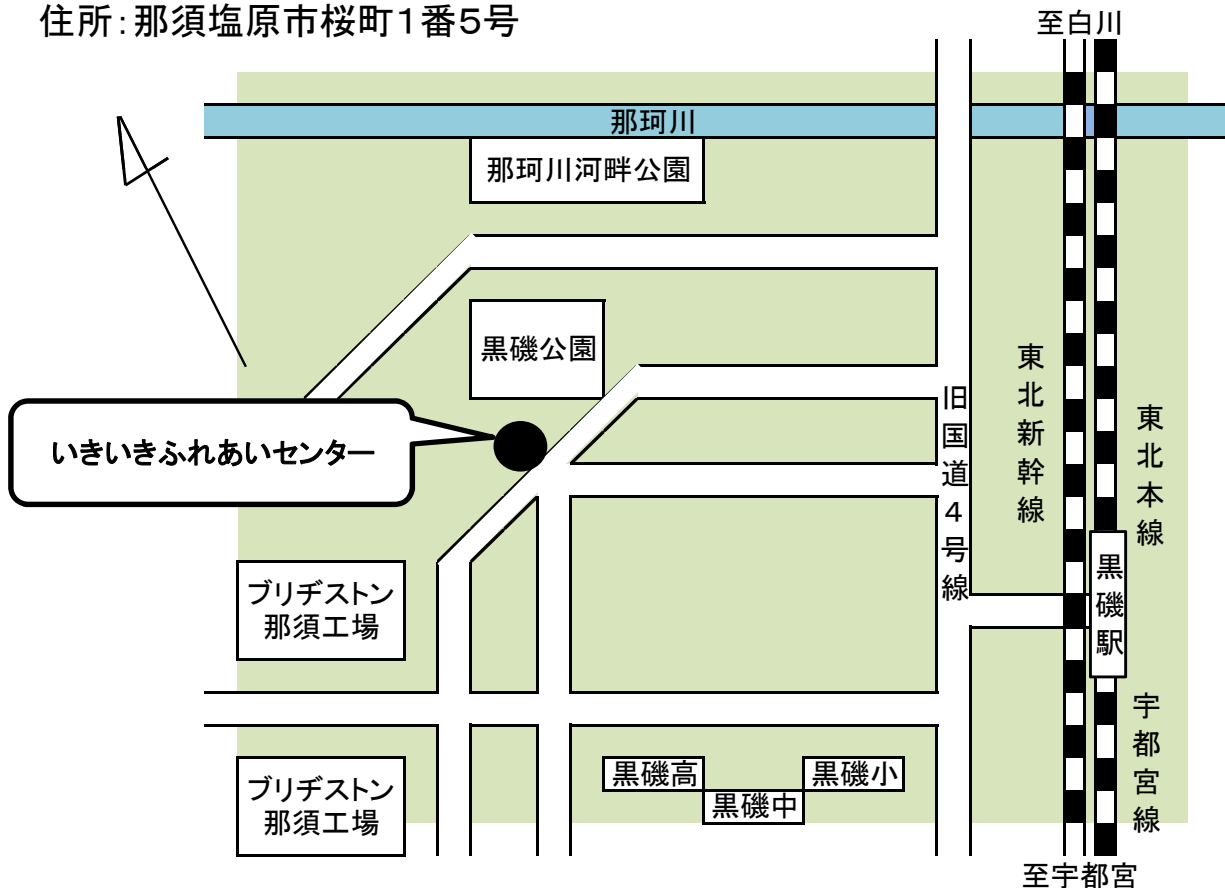 住所：那須塩原市桜町1番5号
至白川
那珂川
那珂川河畔公園
黒磯公園
いきいきふれあいセンター
旧国道4号線
東北新幹線
東北本線
黒磯駅
ブリヂストン
那須工場
宇都宮線
ブリヂストン
那須工場
黒磯高
黒磯中
黒磯小
至宇都宮